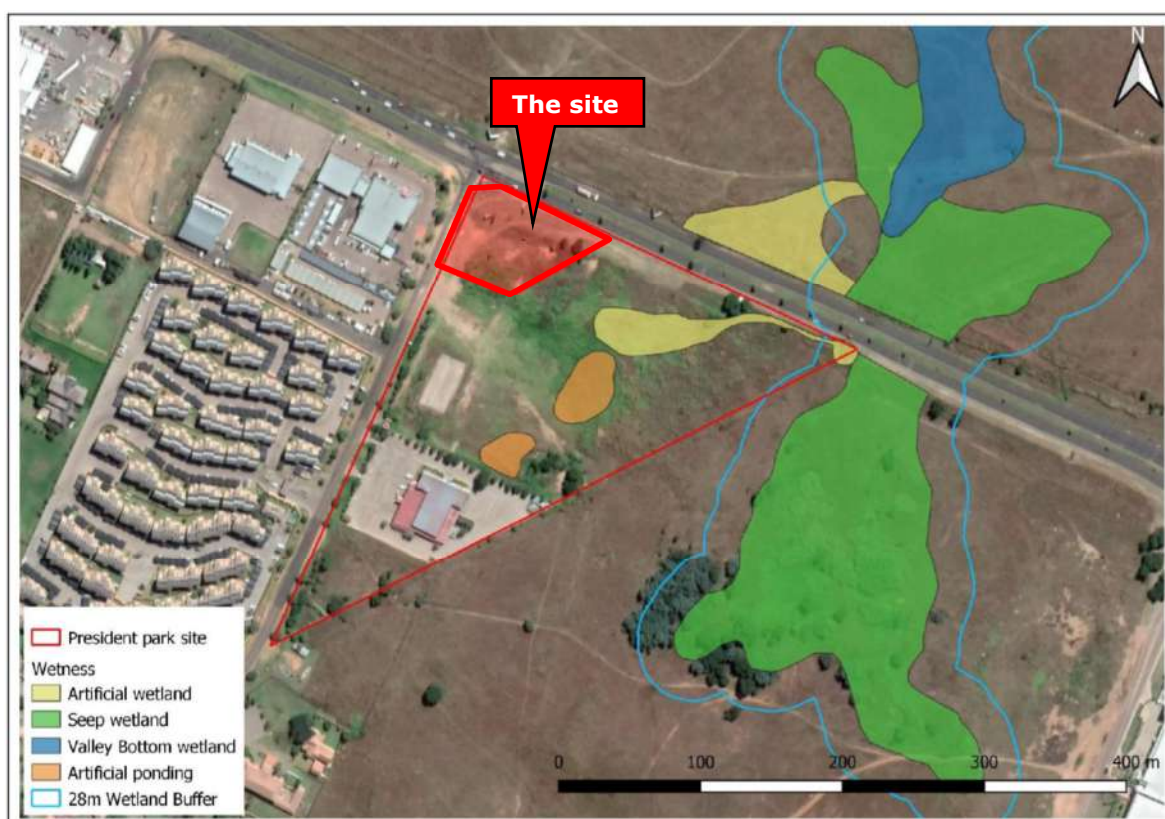 N
The site
President park site
Wetness
Artificial wetland
Seep wetland
Valley Bottom wetland
Artificial ponding
28m Wetland Buffer
0 100 200 300 400 m